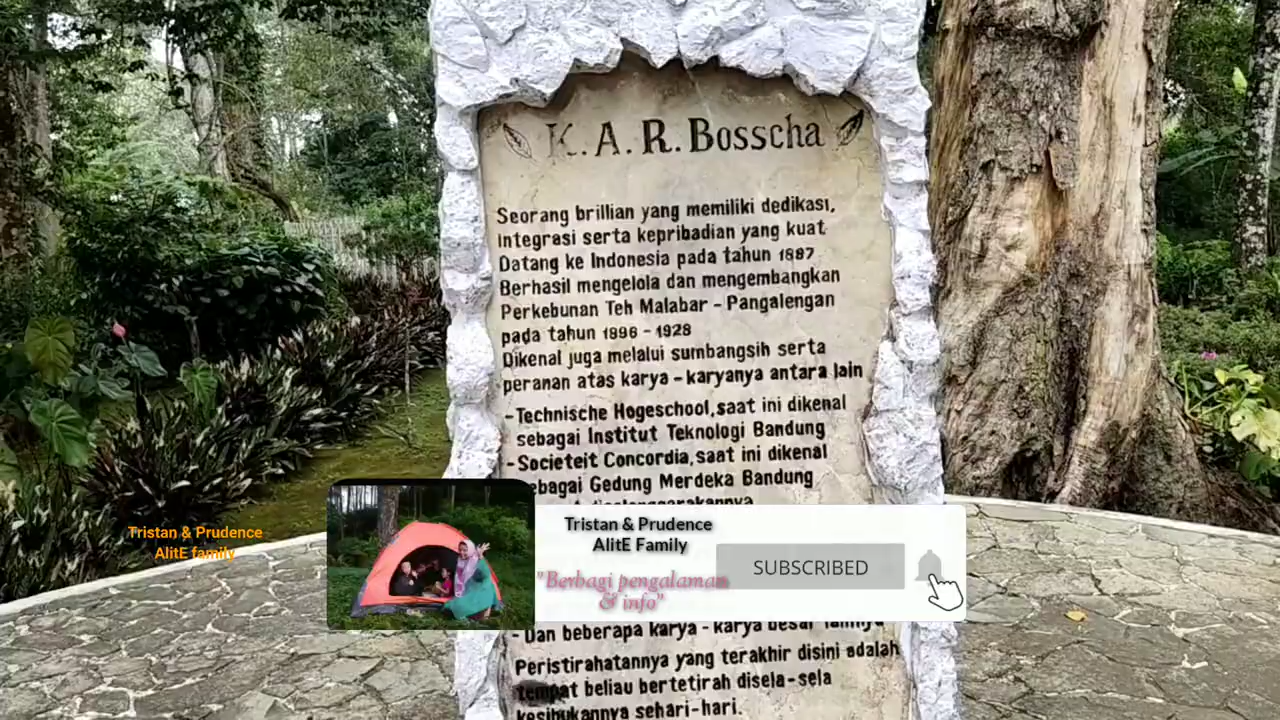 K.A.R.Bosscha
Seorang brillian yang memiliki dedikasi,
Integrasi serta kepribadian yang kuat
Datang ke Indonesia pada tahun 1887
Berhasil mengelola dan mengembangkan
Perkebunan Teh Malabar - Pangalengan
pada tahun 1896 - 1928
Dikenal juga melalui sumbangsih serta
peranan atas karya - karyanya antara lain
- Technische Hogeschool, saat ini dikenal
sebagai Institut Teknologi Bandung
- Societeit Concordia, saat ini dikenal
sebagai Gedung Merdeka Bandung
Tristan & Prudence
AlitE family
Tristan & Prudence
AlitE Family
"Berbagi pengalaman
& info"
SUBSCRIBED
- Dan beberapa karya - karya besar lainnya
Peristirahatannya yang terakhir disini adalah
tempat beliau bertetirah disela-sela
kesibukannya sehari-hari.